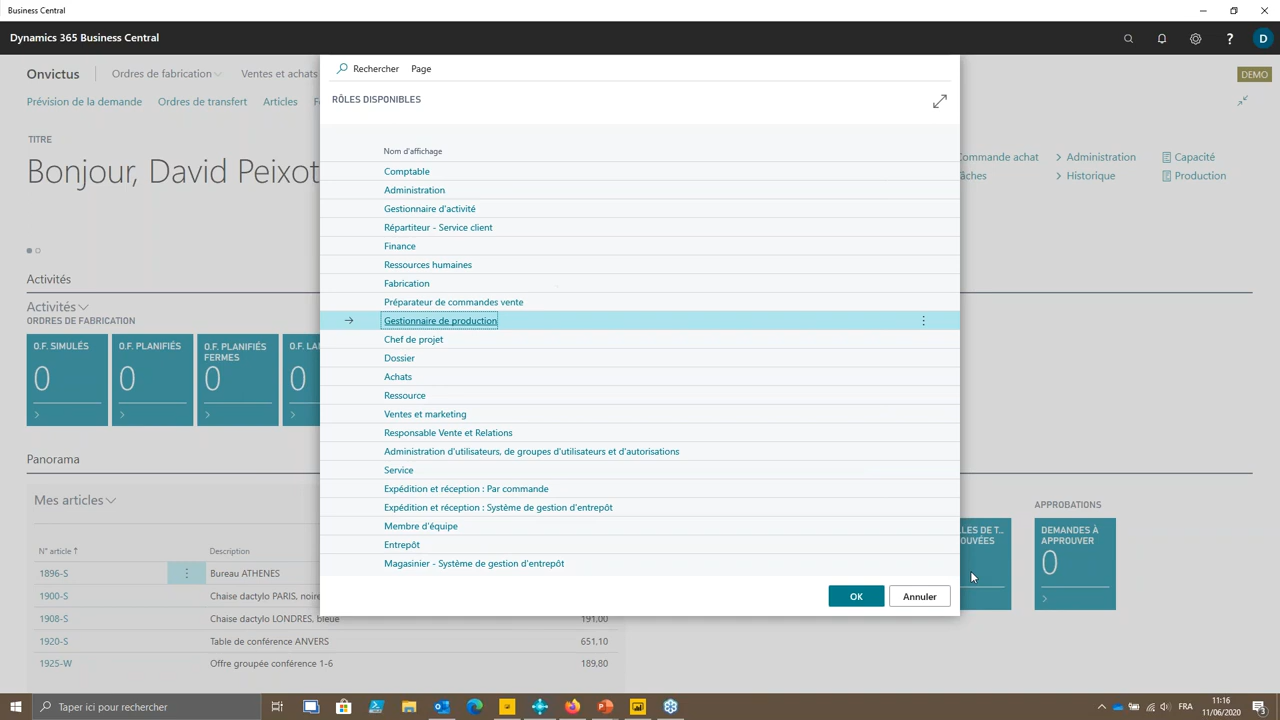 Business Central
Dynamics 365 Business Central
? D
Onvictus Ordres de fabrication Ventes et achats
DEMO
Prévision de la demande Ordres de transfert Articles
TITRE
Bonjour, David Peixot
Commande achat Administration Capacité
Historique Production
Activités
Activités
ORDRES DE FABRICATION
O.F. SIMULÉS
0
O.F. PLANIFIÉS
0
O.F. PLANIFIÉS
FERMES
0
0
Panorama
Mes articles
N° article ↑ Description
1896-S Bureau ATHENES
1900-S Chaise dactylo PARIS, noire
1908-S Chaise dactylo LONDRES, bleue 191,00
1920-S Table de conférence ANVERS 651,10
1925-W Offre groupée conférence 1-6 189,80
APPROBATIONS
DEMANDES À
APPROUVER
0
Rechercher Page
RÔLES DISPONIBLES
Nom d'affichage
Comptable
Administration
Gestionnaire d'activité
Répartiteur - Service client
Finance
Ressources humaines
Fabrication
Préparateur de commandes vente
Gestionnaire de production
Chef de projet
Dossier
Achats
Ressource
Ventes et marketing
Responsable Vente et Relations
Administration d'utilisateurs, de groupes d'utilisateurs et d'autorisations
Service
Expédition et réception : Par commande
Expédition et réception : Système de gestion d'entrepôt
Membre d'équipe
Entrepôt
Magasinier - Système de gestion d'entrepôt
OK Annuler
Taper ici pour rechercher
FRA
11:16
11/06/2020
3